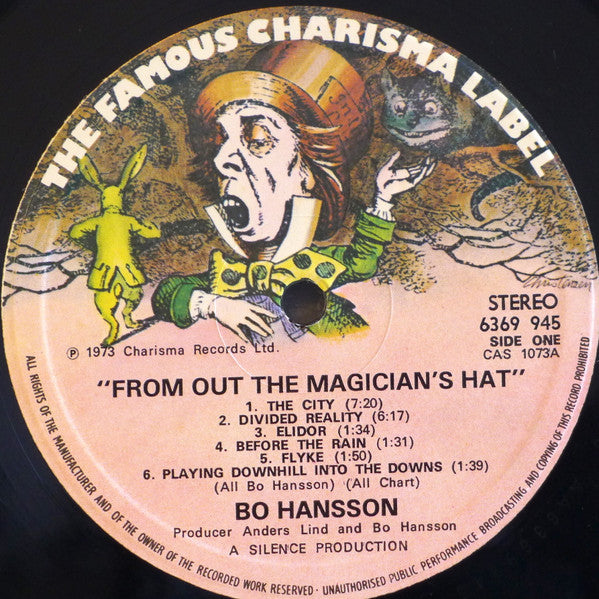 THE FAMOUS CHARISMA LABEL
Christensen
STEREO
6369 945
SIDE ONE
CAS 1073A
℗ 1973 Charisma Records Ltd.
"FROM OUT THE MAGICIAN'S HAT"
1. THE CITY (7:20)
2. DIVIDED REALITY (6:17)
3. ELIDOR (1:34)
4. BEFORE THE RAIN (1:31)
5. FLYKE (1:50)
6. PLAYING DOWNHILL INTO THE DOWNS (1:39)
(All Bo Hansson) (All Chart)
BO HANSSON
Producer Anders Lind and Bo Hansson
A SILENCE PRODUCTION
ALL RIGHTS OF THE MANUFACTURER AND OF THE OWNER OF THE RECORDED WORK RESERVED · UNAUTHORISED PUBLIC PERFORMANCE BROADCASTING AND COPYING OF THIS RECORD PROHIBITED